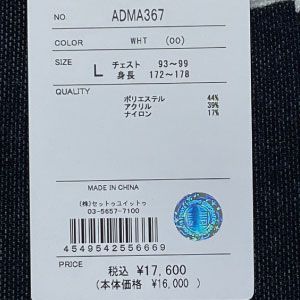 NO. ADMA367
COLOR WHT (00)
SIZE L チェスト 93～99
身長 172～178
QUALITY
ポリエステル 44%
アクリル 39%
ナイロン 17%
MADE IN CHINA
(株)セットゥユイットゥ
03-5657-7100
4549542556669
PRICE
税込 ¥17,600
(本体価格 ¥16,000 )